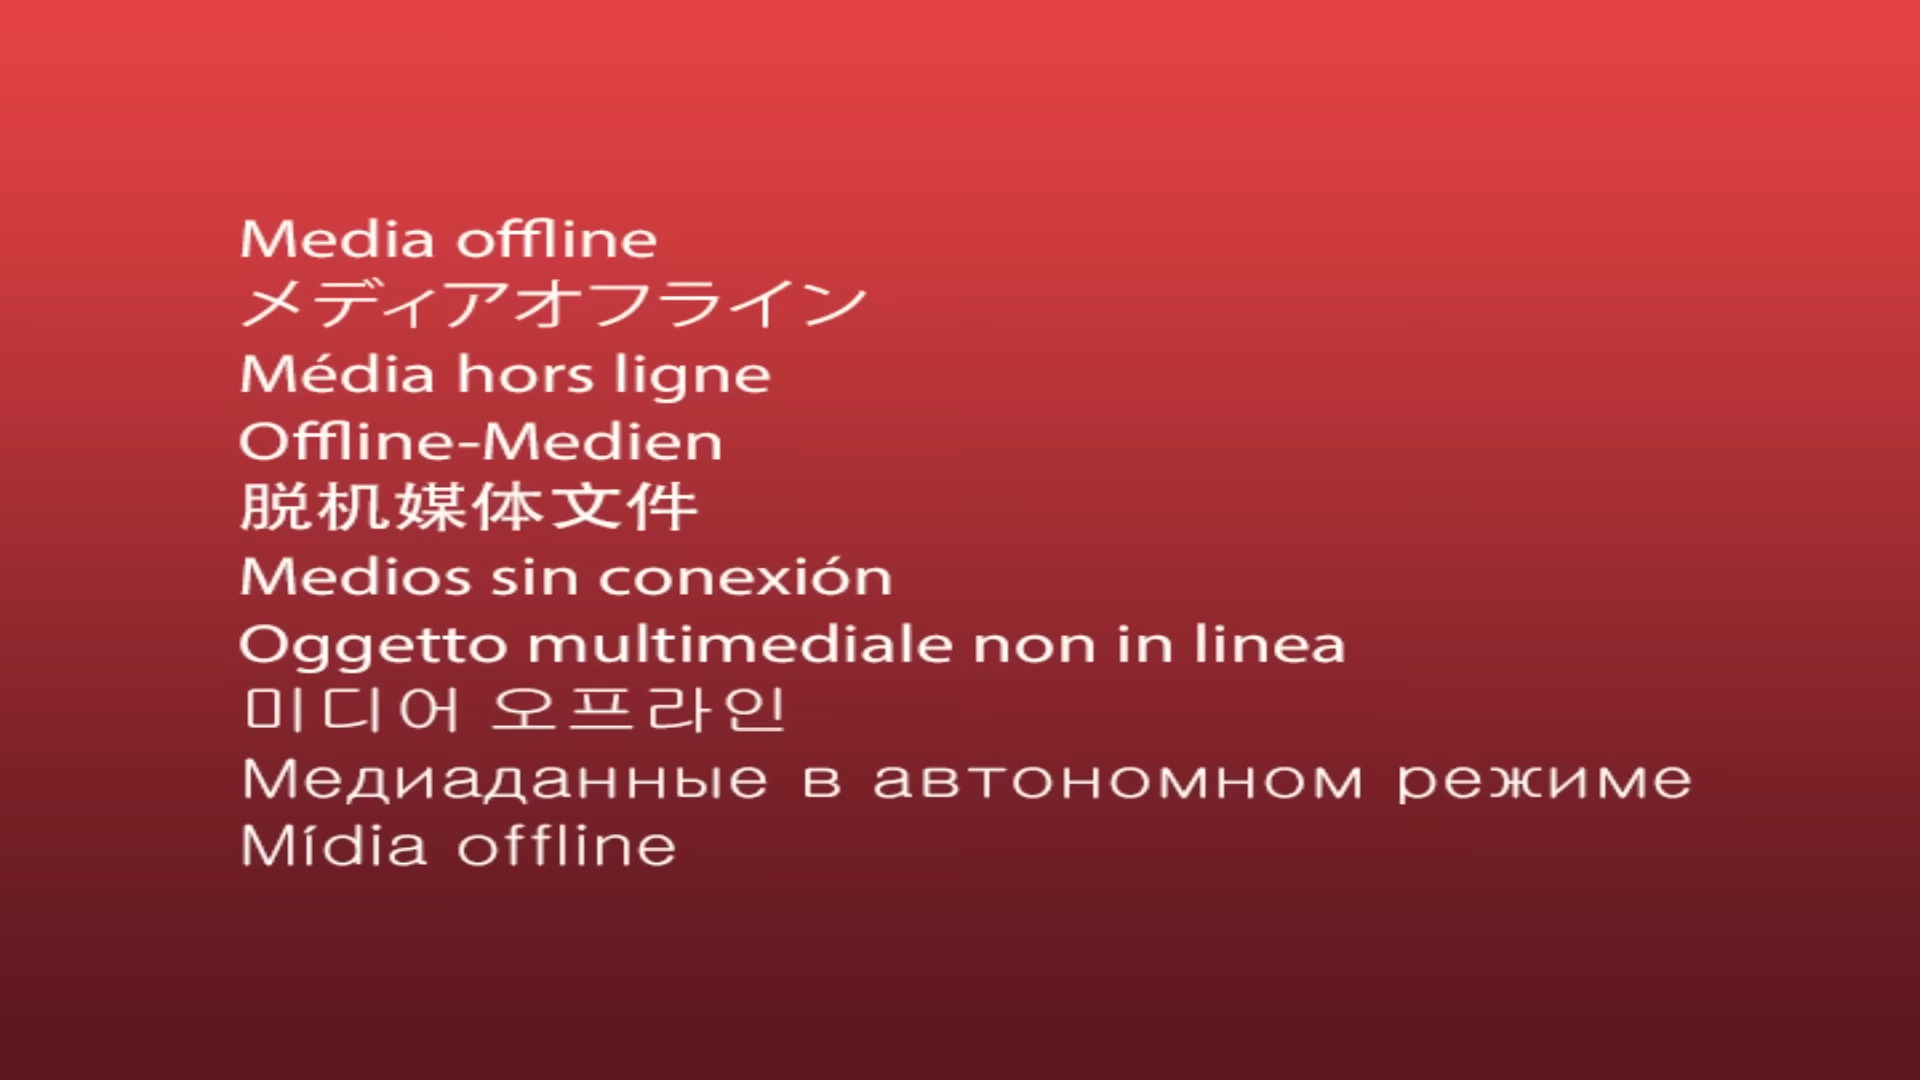 Media offline
メディアオフライン
Média hors ligne
Offline-Medien
脱机媒体文件
Medios sin conexión
Oggetto multimediale non in linea
미디어 오프라인
Медиаданные в автономном режиме
Mídia offline